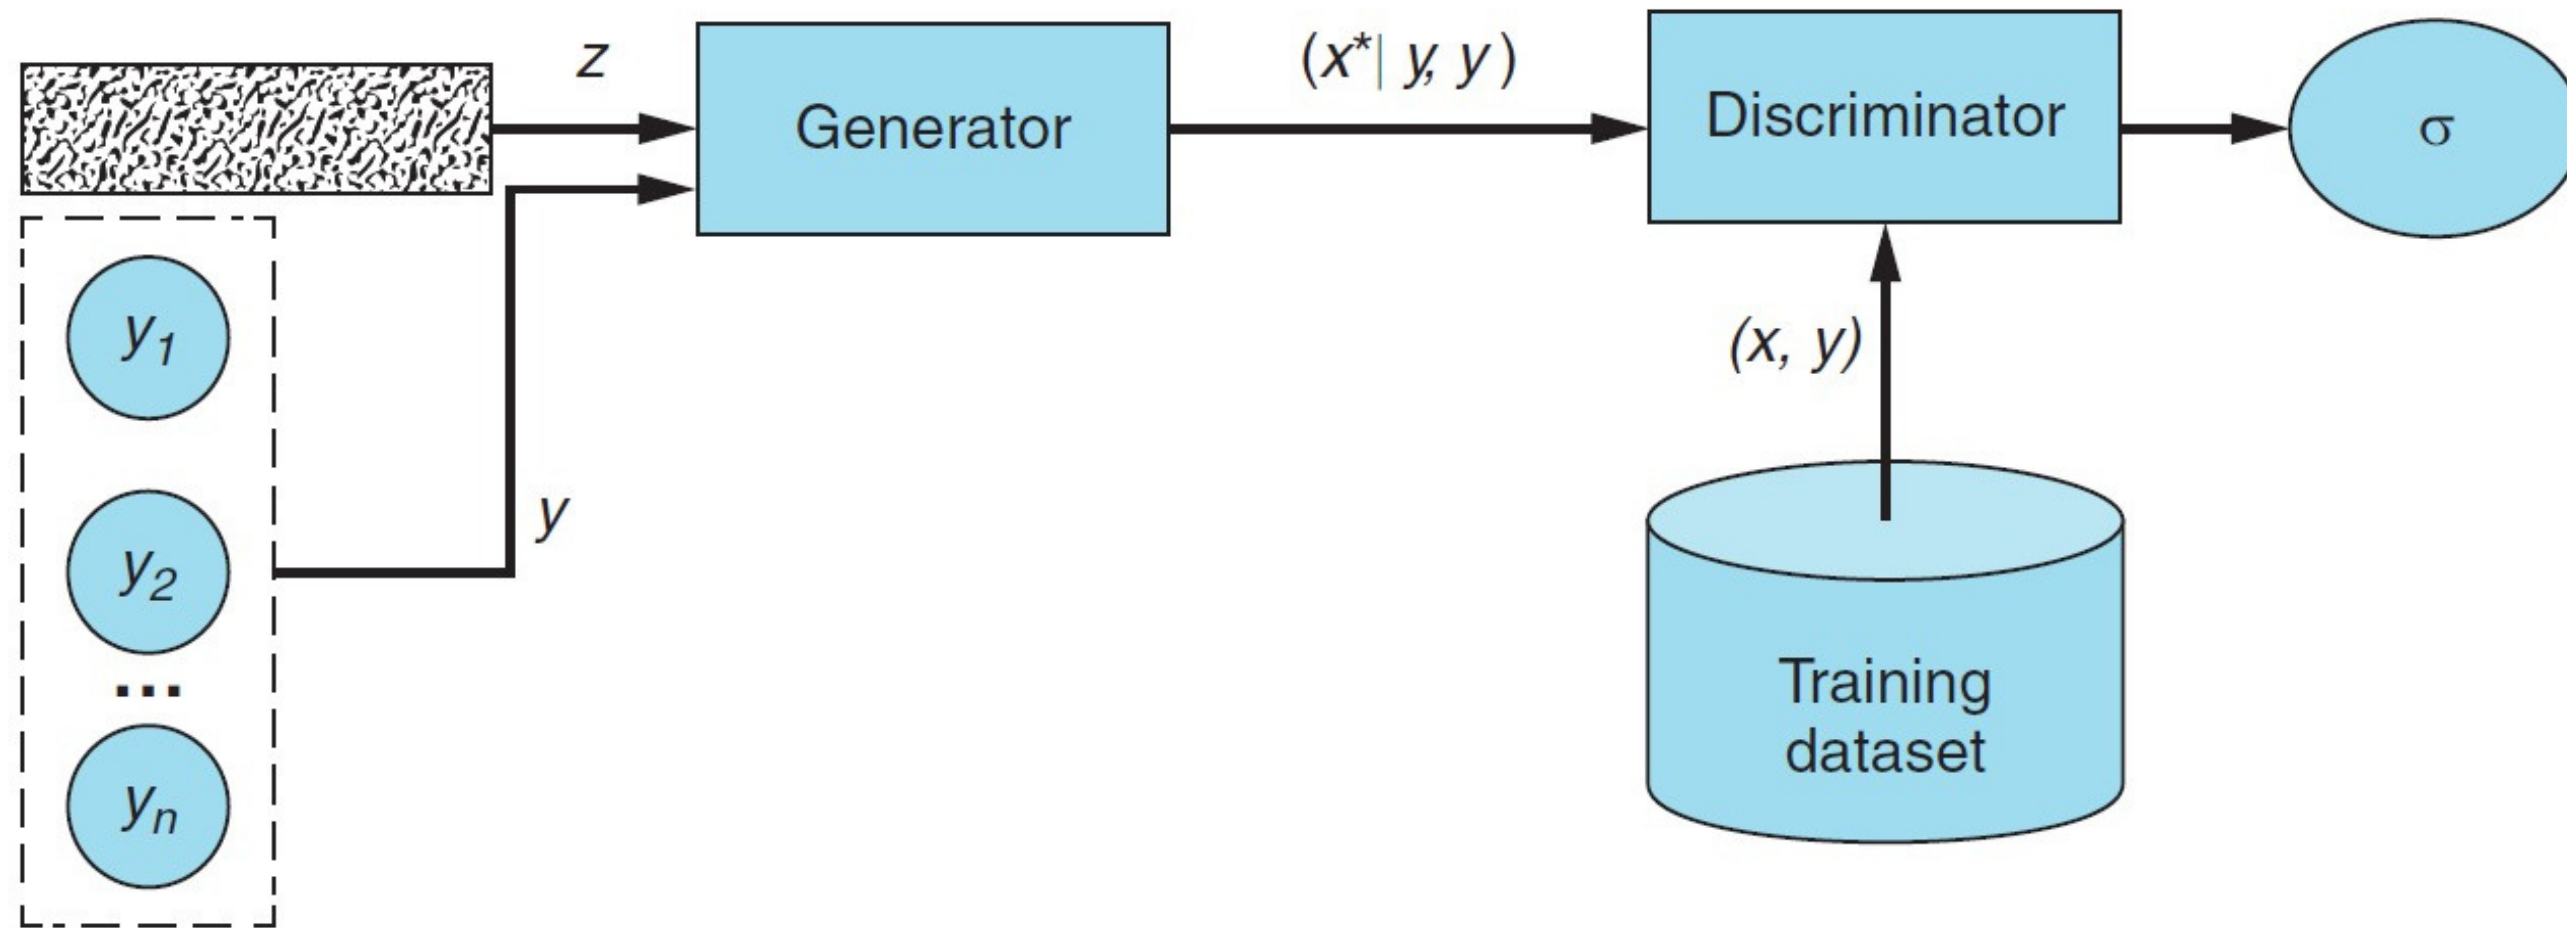 z
Generator
(x*| y, y)
Discriminator
σ
y₁
y₂
...
yₙ
y
(x, y)
Training
dataset